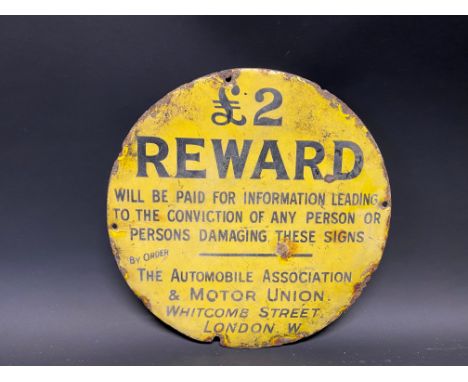 £2
REWARD
WILL BE PAID FOR INFORMATION LEADING
TO THE CONVICTION OF ANY PERSON OR
PERSONS DAMAGING THESE SIGNS
BY ORDER
THE AUTOMOBILE ASSOCIATION
& MOTOR UNION
WHITCOMB STREET
LONDON W.